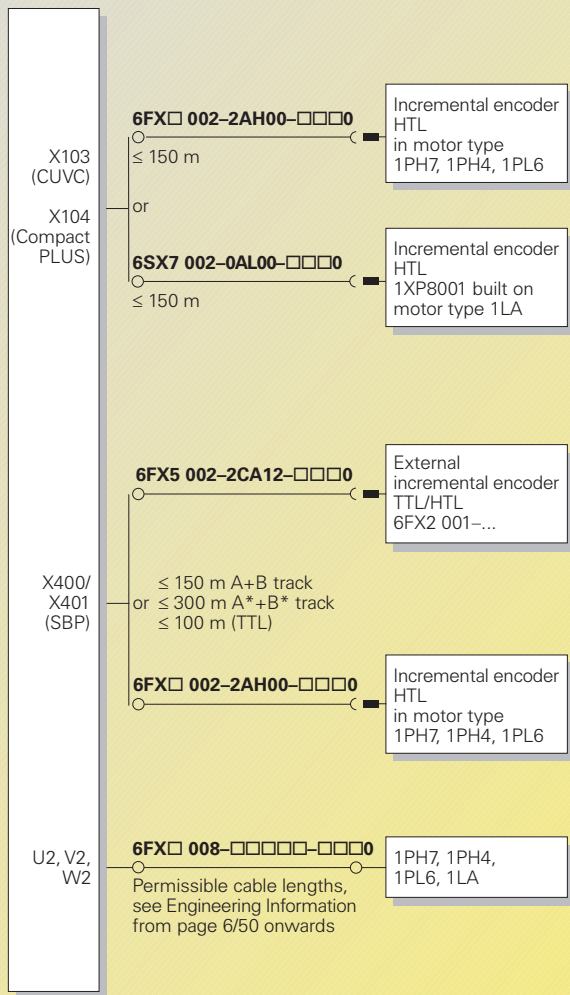 X103
(CUVC)
X104
(Compact
PLUS)
6FX□ 002–2AH00–□□□0
≤ 150 m
or
6SX7 002–0AL00–□□□0
≤ 150 m
Incremental encoder
HTL
in motor type
1PH7, 1PH4, 1PL6
Incremental encoder
HTL
1XP8001 built on
motor type 1LA
X400/
X401
(SBP)
6FX5 002–2CA12–□□□0
≤ 150 m A+B track
or ≤ 300 m A*+B* track
≤ 100 m (TTL)
6FX□ 002–2AH00–□□□0
External
incremental encoder
TTL/HTL
6FX2 001–...
Incremental encoder
HTL
in motor type
1PH7, 1PH4, 1PL6
U2, V2,
W2
6FX□ 008–□□□□□–□□□0
Permissible cable lengths,
see Engineering Information
from page 6/50 onwards
1PH7, 1PH4,
1PL6, 1LA